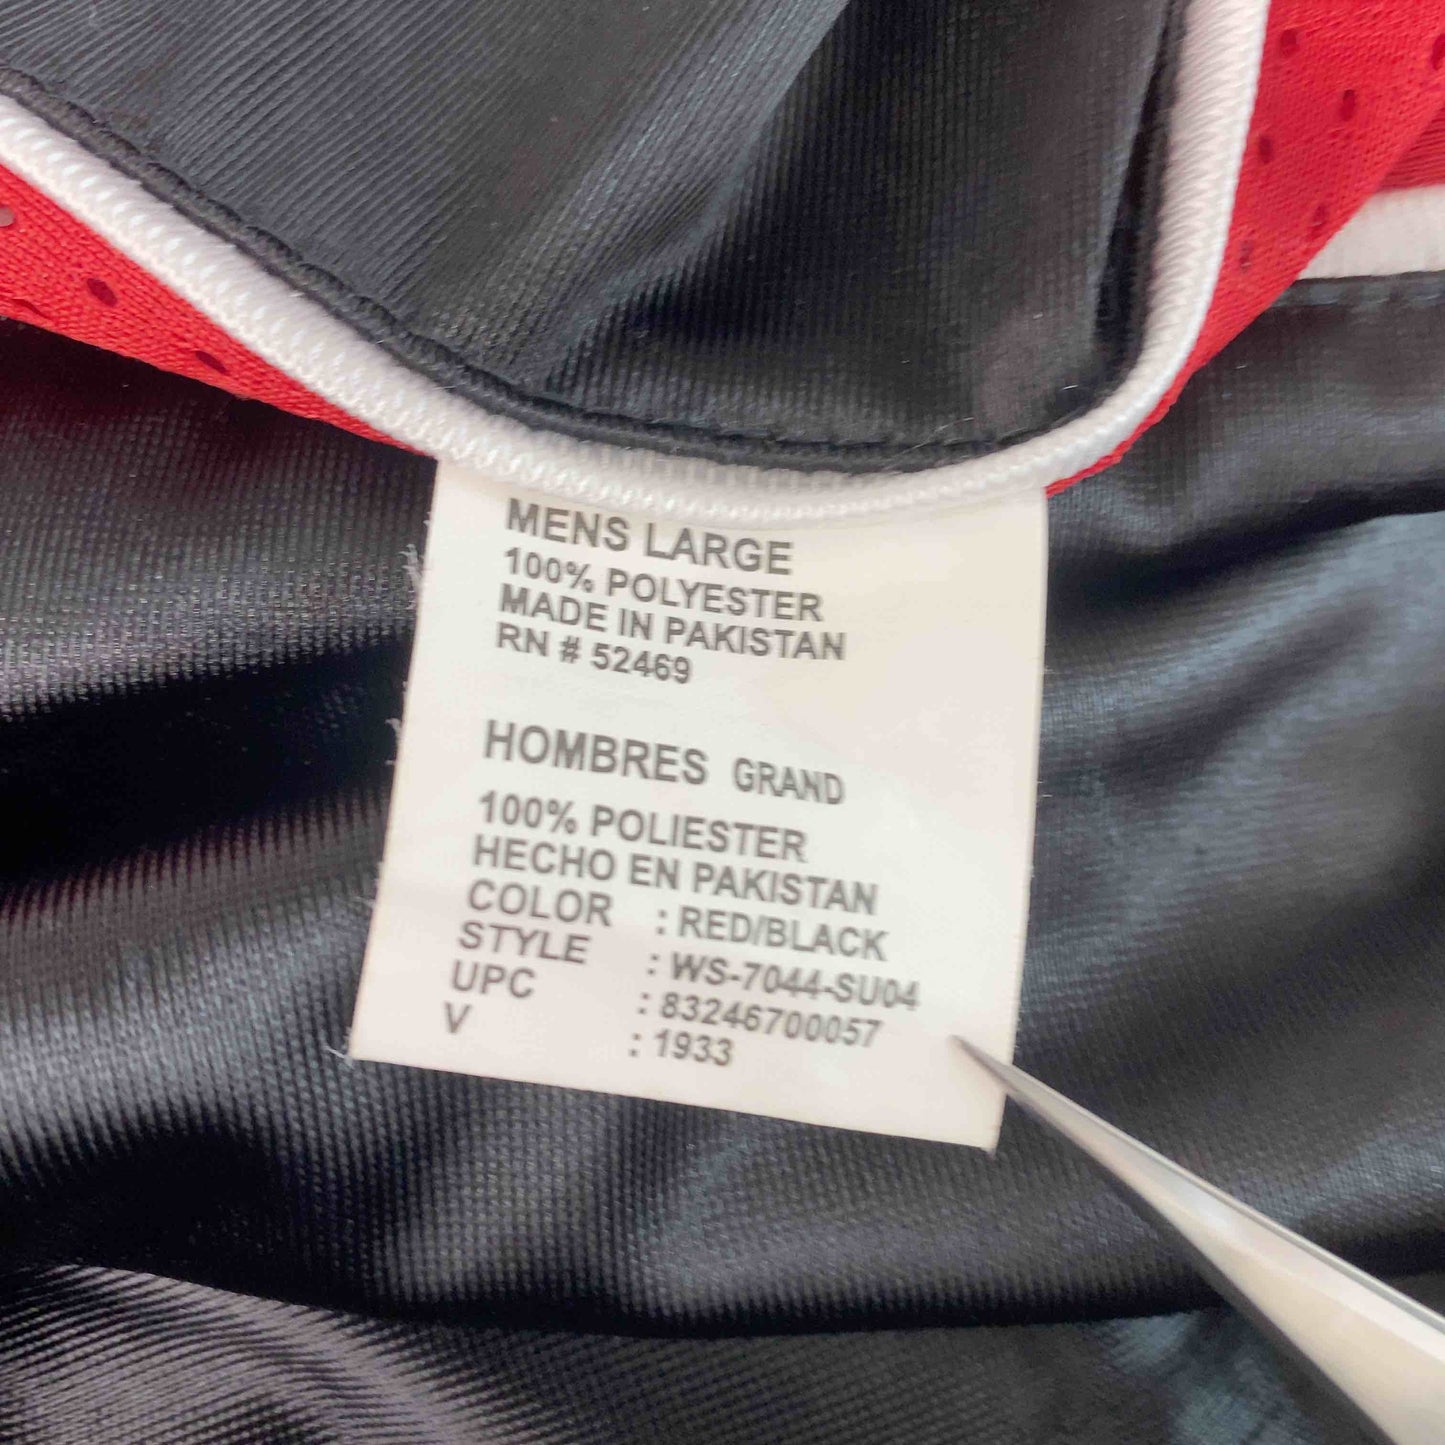 MENS LARGE
100% POLYESTER
MADE IN PAKISTAN
RN # 52469
HOMBRES GRAND
100% POLIESTER
HECHO EN PAKISTAN
COLOR : RED/BLACK
STYLE : WS-7044-SU04
UPC : 83246700057
V : 1933